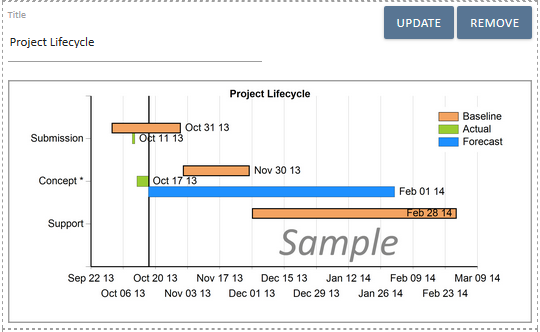 Title
UPDATE
REMOVE
Project Lifecycle
Project Lifecycle
Baseline
Actual
Forecast
Submission
Oct 31 13
Oct 11 13
Concept *
Nov 30 13
Oct 17 13
Feb 01 14
Support
Feb 28 14
Sample
Sep 22 13 Oct 20 13 Nov 17 13 Dec 15 13 Jan 12 14 Feb 09 14 Mar 09 14
Oct 06 13 Nov 03 13 Dec 01 13 Dec 29 13 Jan 26 14 Feb 23 14